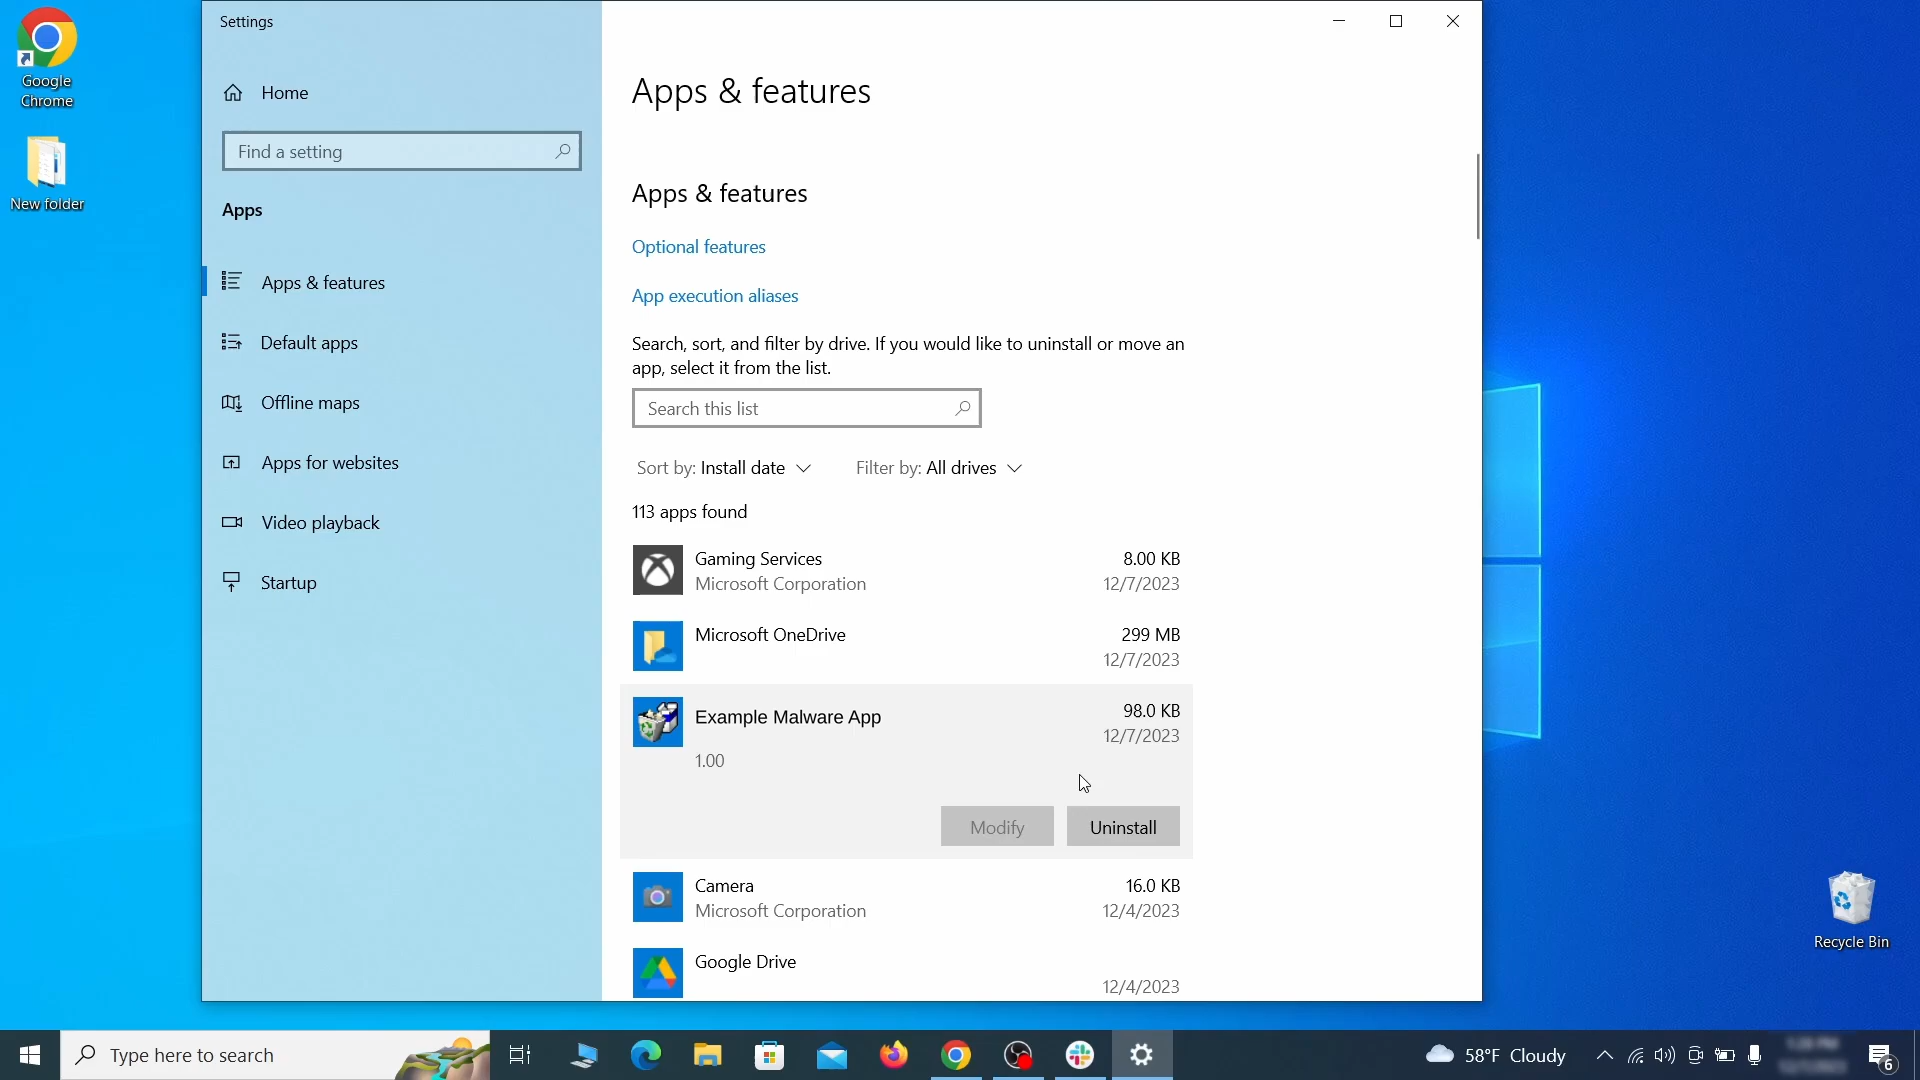 Google
Chrome
New folder
Settings
Home
Find a setting
Apps
Apps & features
Default apps
Offline maps
Apps for websites
Video playback
Startup
Apps & features
Apps & features
Optional features
App execution aliases
Search, sort, and filter by drive. If you would like to uninstall or move an
app, select it from the list.
Search this list
Sort by: Install date Filter by: All drives
113 apps found
Gaming Services 8.00 KB
Microsoft Corporation 12/7/2023
Microsoft OneDrive 299 MB
12/7/2023
Example Malware App 98.0 KB
12/7/2023
1.00
Modify Uninstall
Camera 16.0 KB
Microsoft Corporation 12/4/2023
Google Drive
12/4/2023
Recycle Bin
Type here to search
58°F Cloudy
6